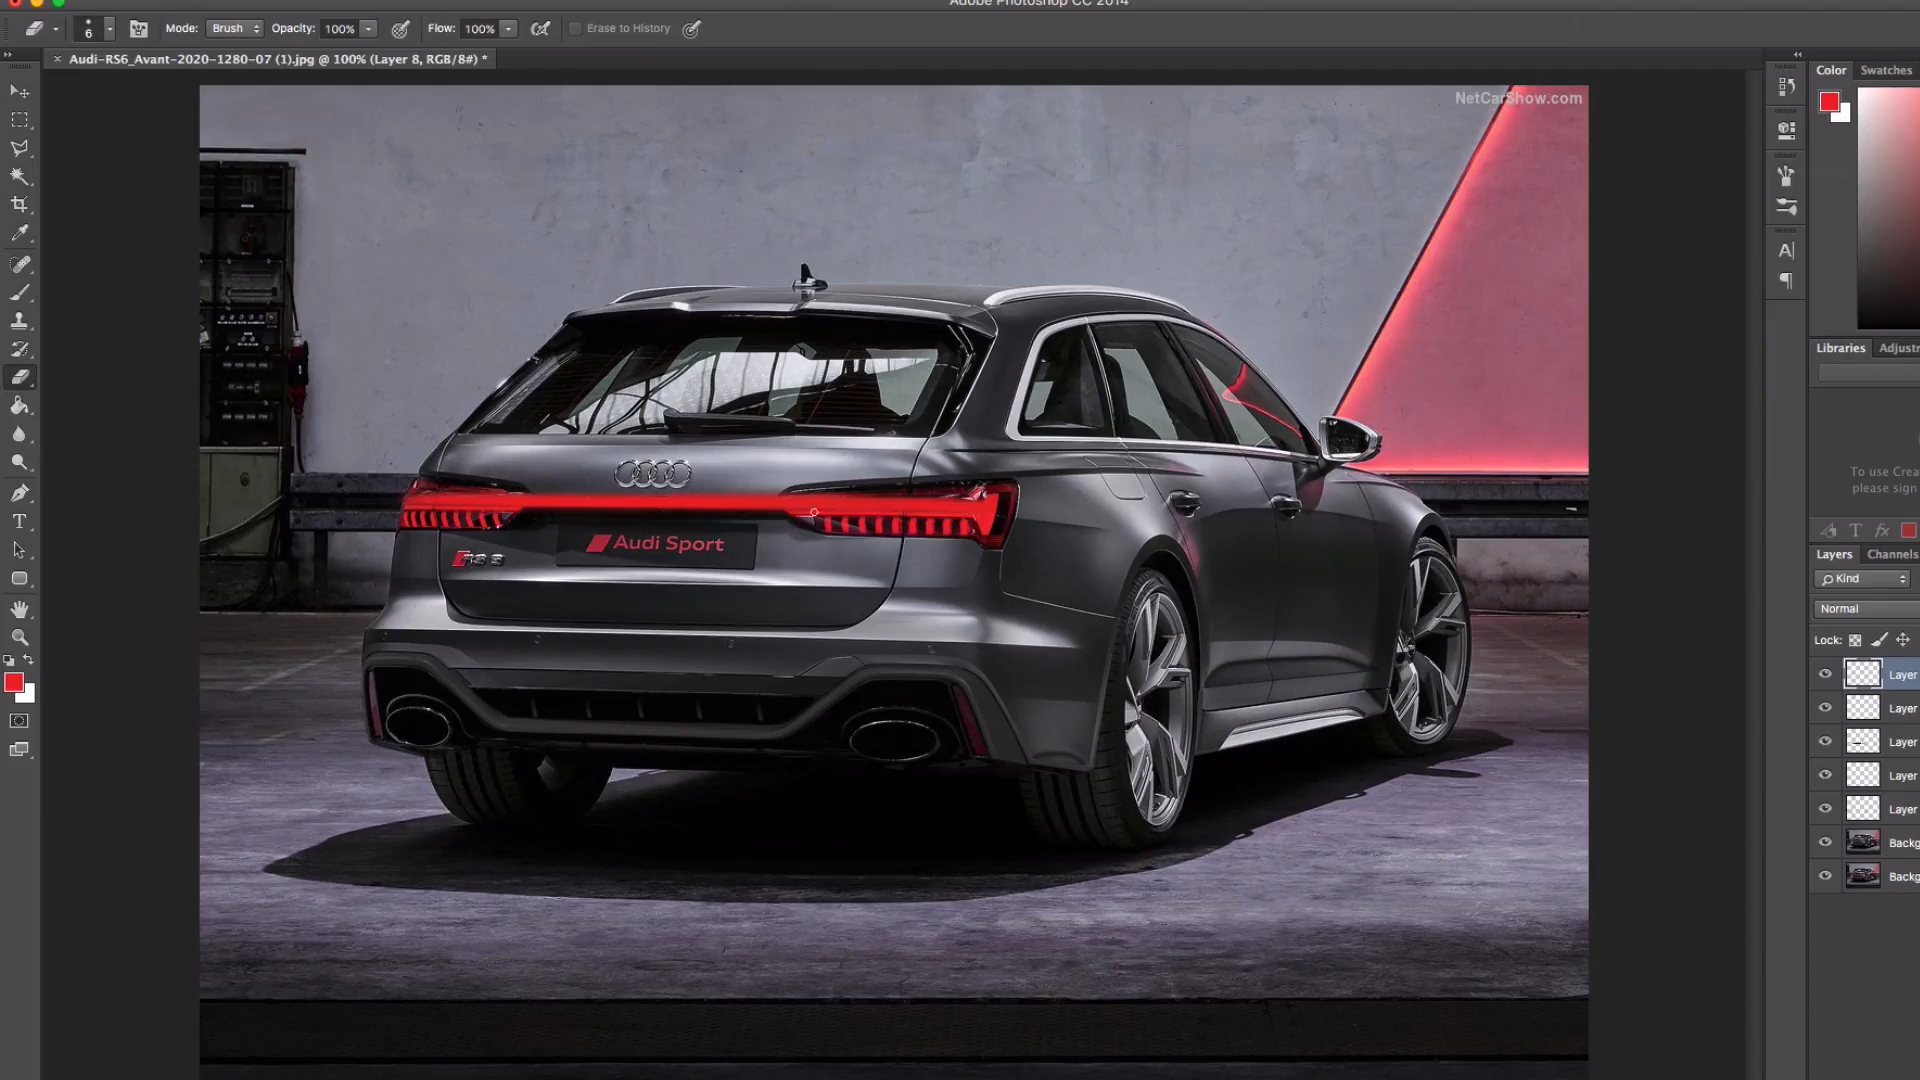 Adobe Photoshop CC 2014
6 Mode: Brush Opacity: 100% Flow: 100% Erase to History
× Audi-RS6_Avant-2020-1280-07 (1).jpg @ 100% (Layer 8, RGB/8#) *
Color Swatches
NetCarShow.com
Libraries Adjustr
To use Crea
please sign
Audi Sport
Layers Channels
Kind
Normal
Lock:
Layer
Layer
Layer
Layer
Layer
Backg
Backg